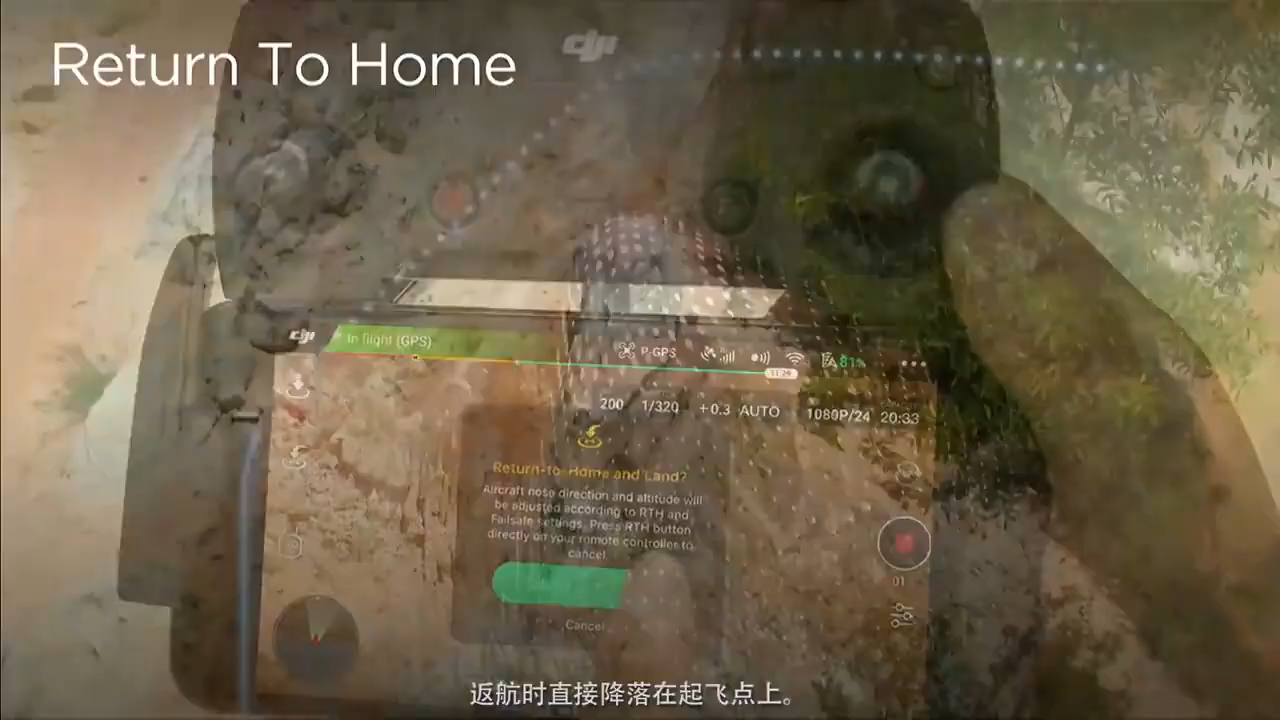 Return To Home
dji
dji
In flight (GPS)
P-GPS
81%
11:29
200 1/320 +0.3 AUTO 1080P/24 20:33
Return-to-Home and Land?
Aircraft nose direction and altitude will
be adjusted according to RTH and
Failsafe settings. Press RTH button
directly on your remote controller to
cancel.
01
Cancel
返航时直接降落在起飞点上。